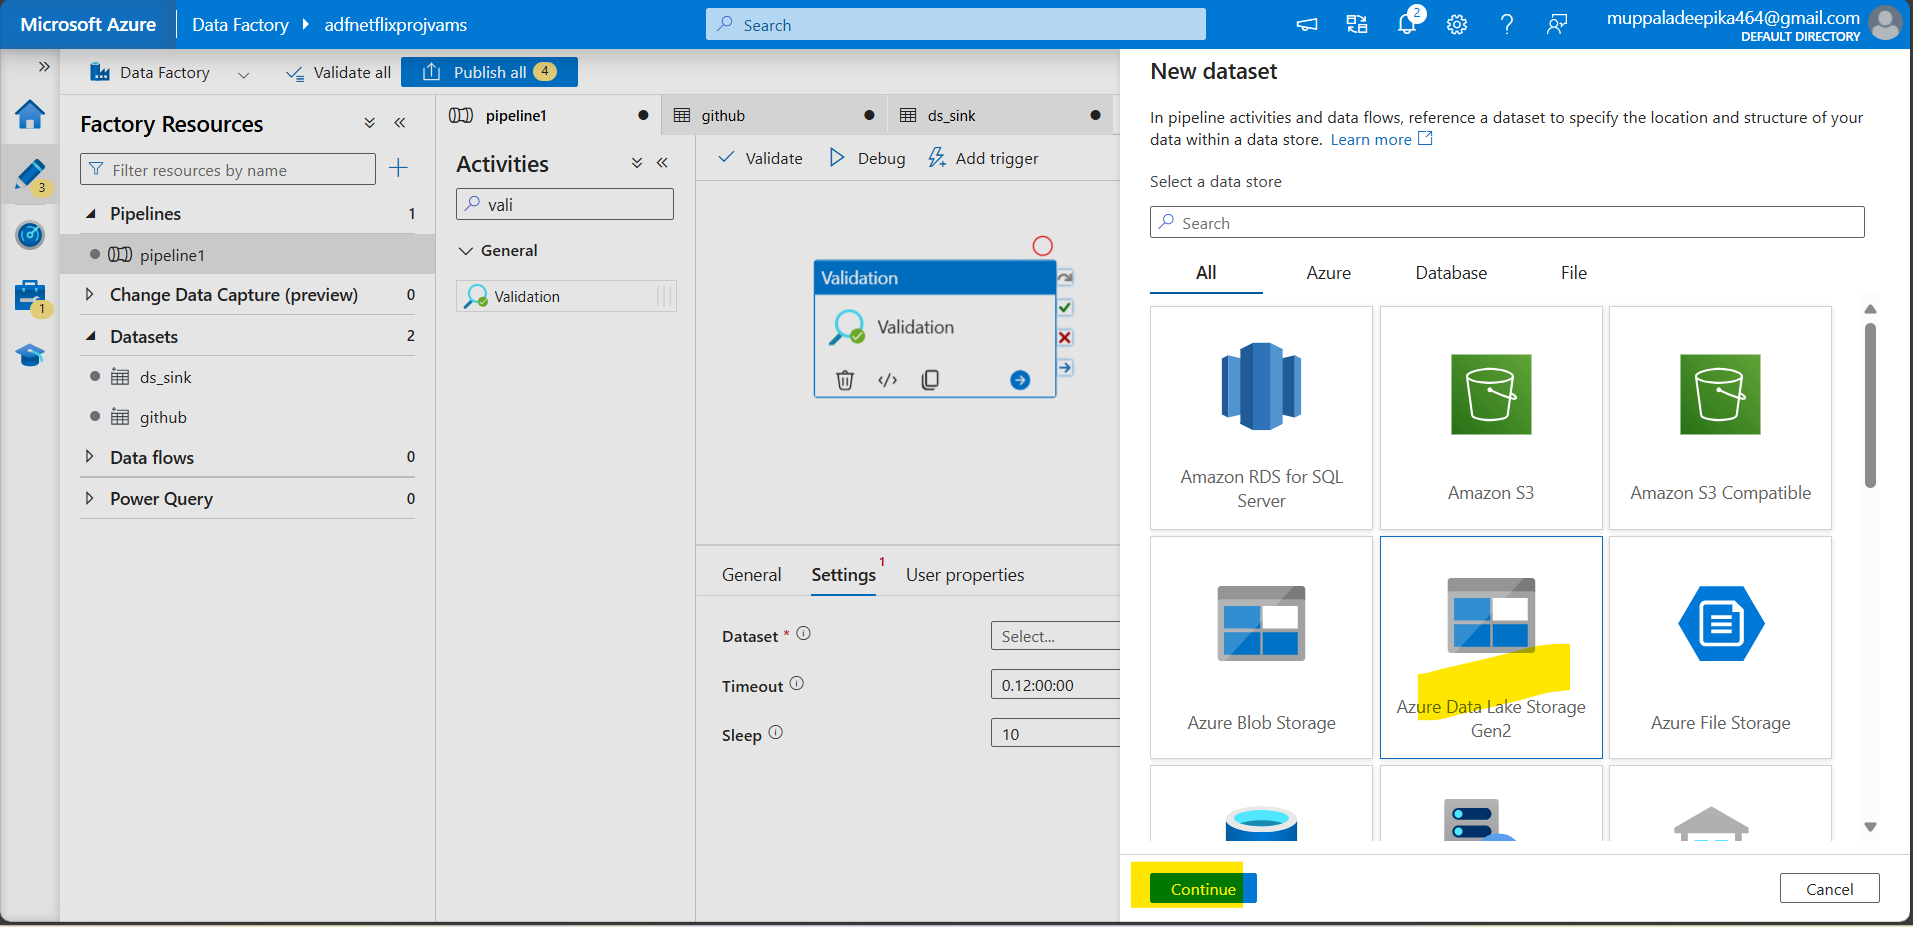 Microsoft Azure
Data Factory
adfnetflixprojvams
Search
2
muppaladeepika464@gmail.com
DEFAULT DIRECTORY
Data Factory
Validate all
Publish all
4
3
1
Factory Resources
Filter resources by name
Pipelines
1
pipeline1
Change Data Capture (preview)
0
Datasets
2
ds_sink
github
Data flows
0
Power Query
0
pipeline1
github
ds_sink
Activities
vali
General
Validation
Validate
Debug
Add trigger
Validation
Validation
General
Settings
1
User properties
Dataset *
Select...
Timeout
0.12:00:00
Sleep
10
New dataset
In pipeline activities and data flows, reference a dataset to specify the location and structure of your
data within a data store. Learn more
Select a data store
Search
All
Azure
Database
File
Amazon RDS for SQL
Server
Amazon S3
Amazon S3 Compatible
Azure Blob Storage
Azure Data Lake Storage
Gen2
Azure File Storage
Continue
Cancel